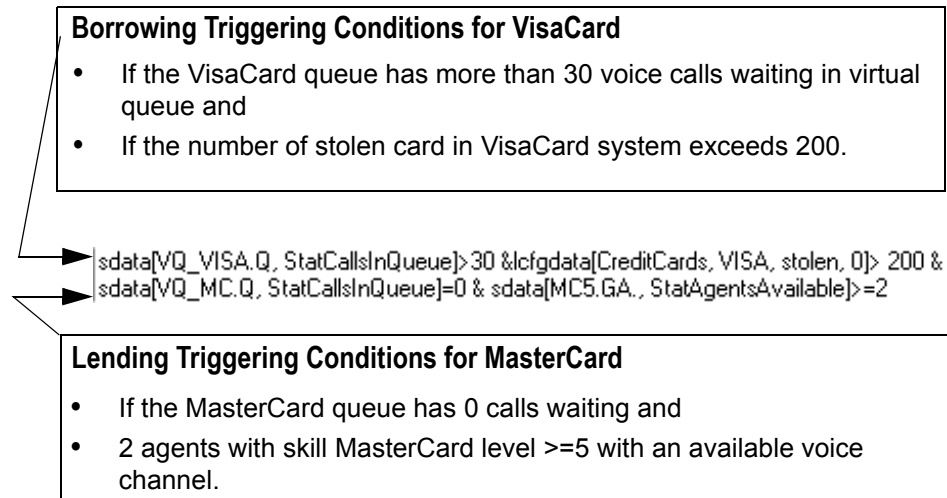 Borrowing Triggering Conditions for VisaCard
• If the VisaCard queue has more than 30 voice calls waiting in virtual
queue and
• If the number of stolen card in VisaCard system exceeds 200.
sdata[VQ_VISA.Q, StatCallsInQueue]>30 &lcfgdata[CreditCards, VISA, stolen, 0]> 200 &
sdata[VQ_MC.Q, StatCallsInQueue]=0 & sdata[MC5.GA., StatAgentsAvailable]>=2
Lending Triggering Conditions for MasterCard
• If the MasterCard queue has 0 calls waiting and
• 2 agents with skill MasterCard level >=5 with an available voice
channel.